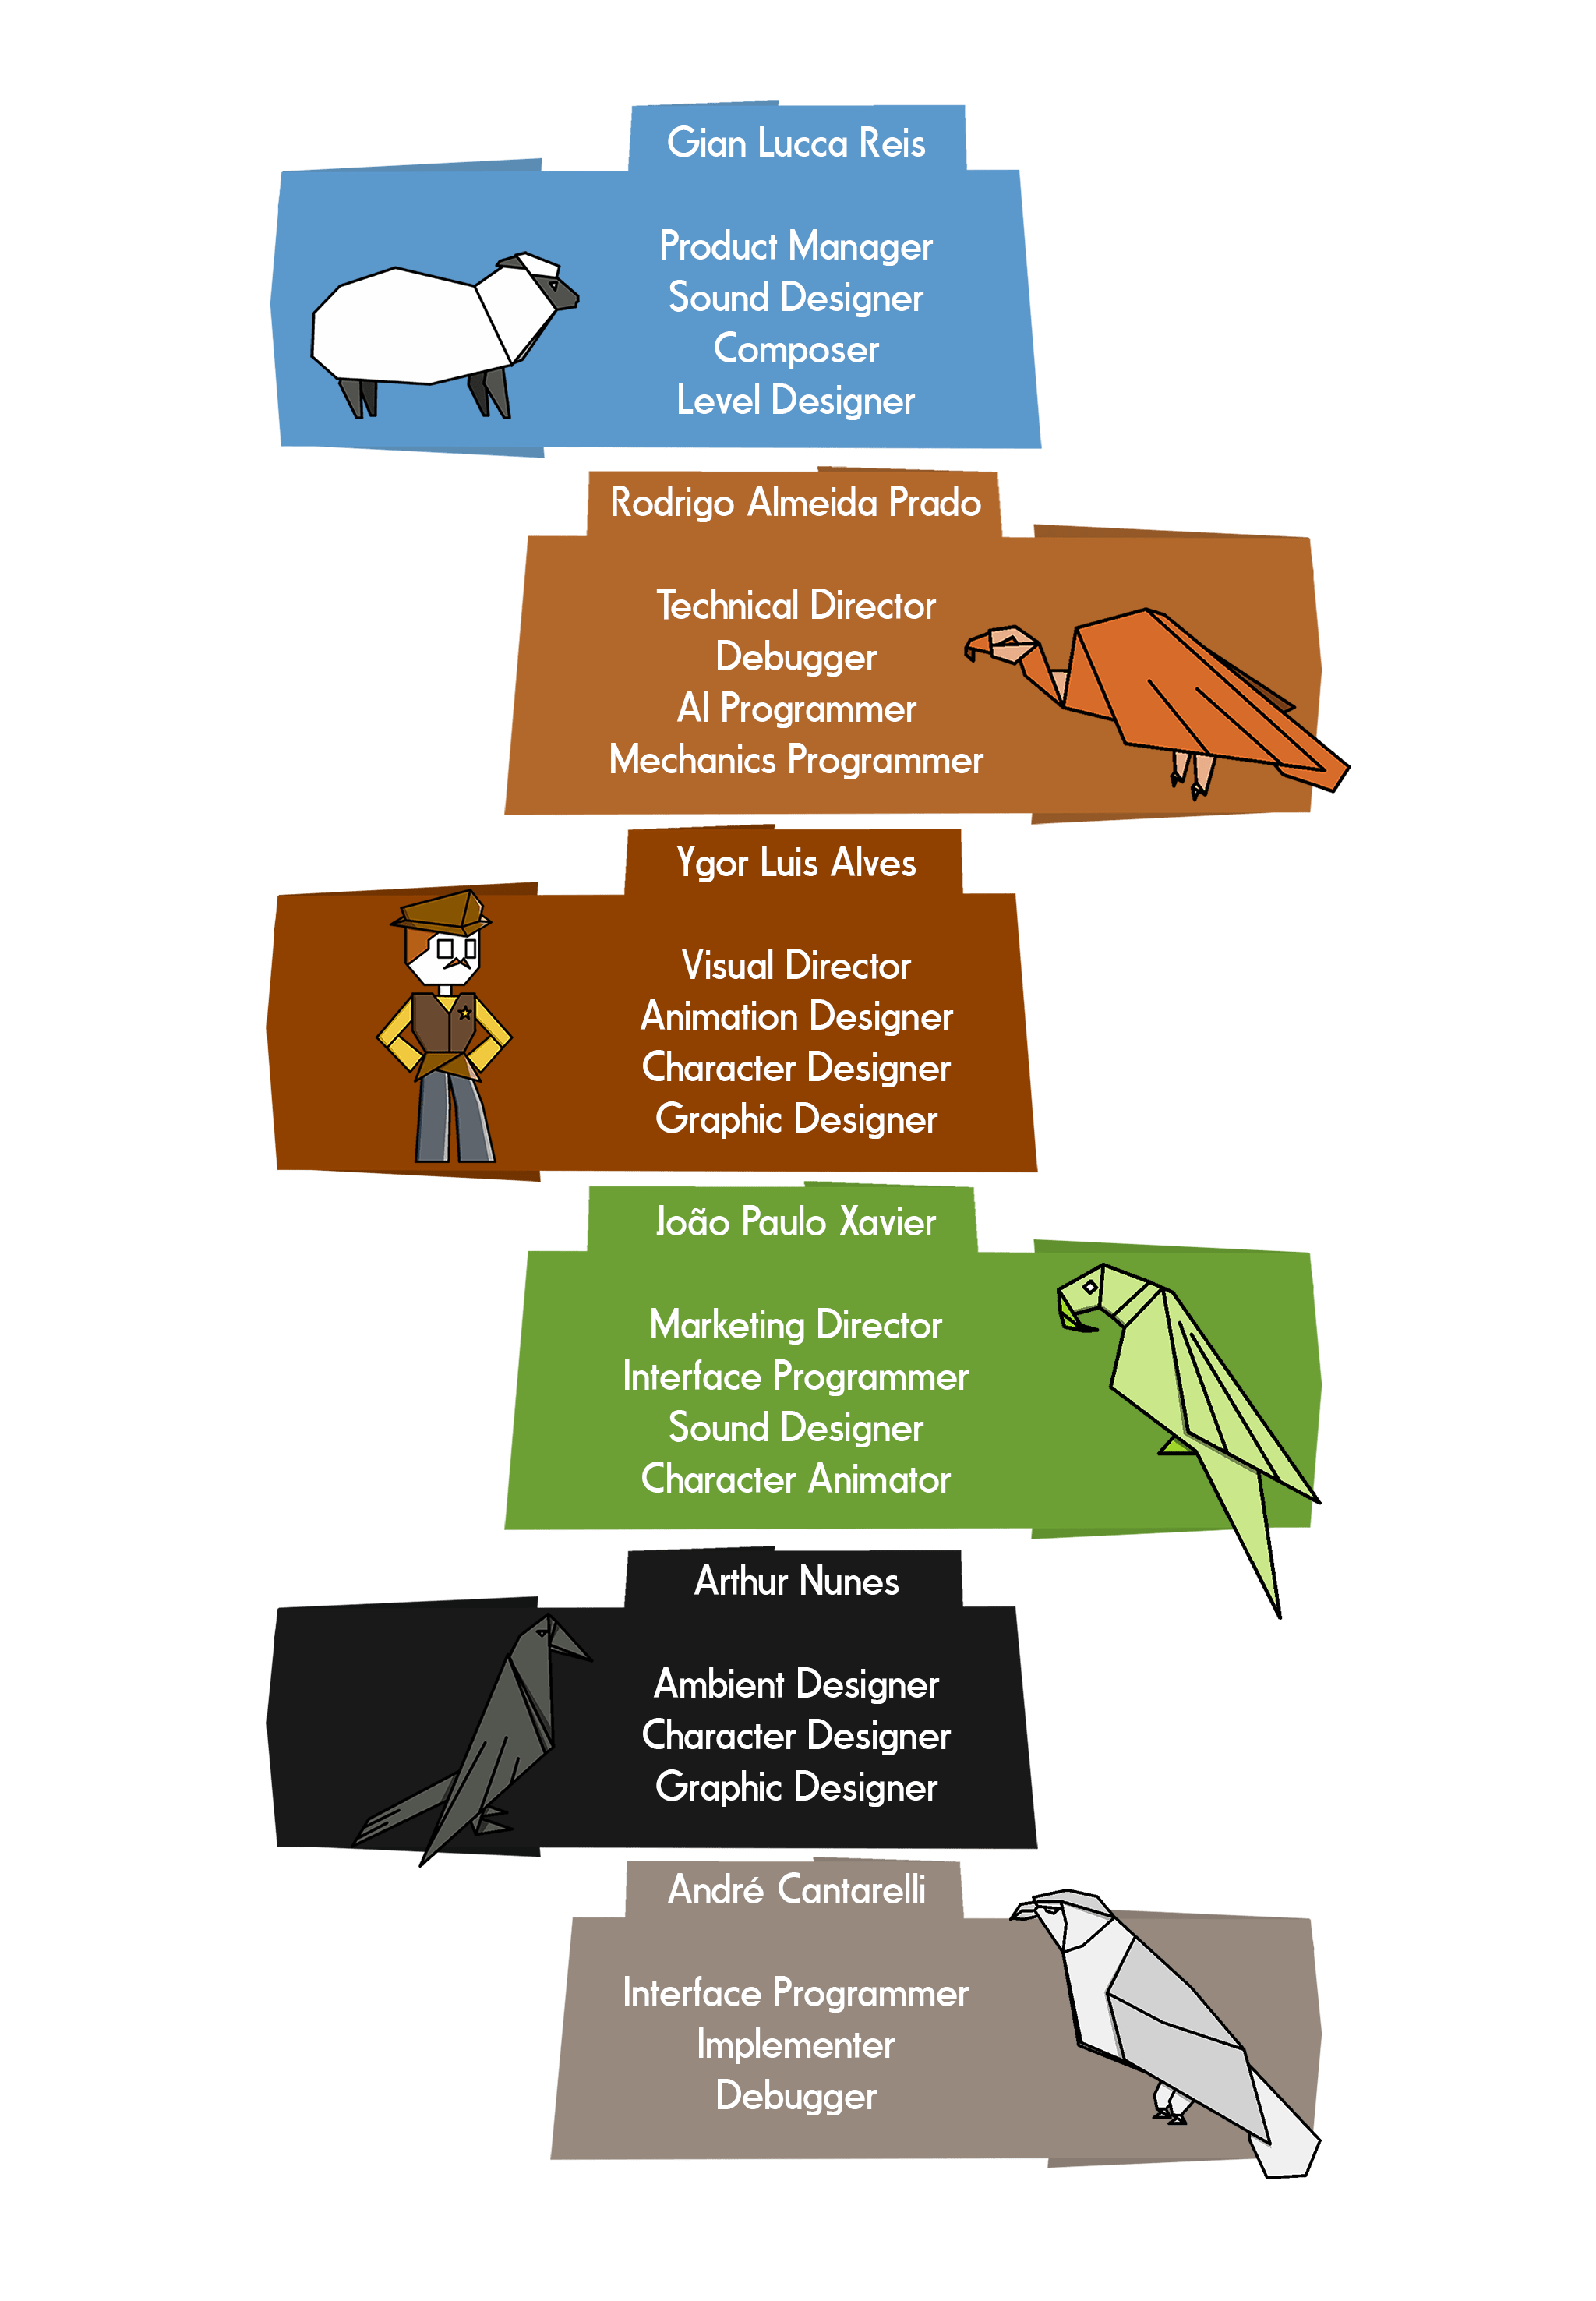 Gian Lucca Reis
Product Manager
Sound Designer
Composer
Level Designer
Rodrigo Almeida Prado
Technical Director
Debugger
AI Programmer
Mechanics Programmer
Ygor Luis Alves
Visual Director
Animation Designer
Character Designer
Graphic Designer
João Paulo Xavier
Marketing Director
Interface Programmer
Sound Designer
Character Animator
Arthur Nunes
Ambient Designer
Character Designer
Graphic Designer
André Cantarelli
Interface Programmer
Implementer
Debugger